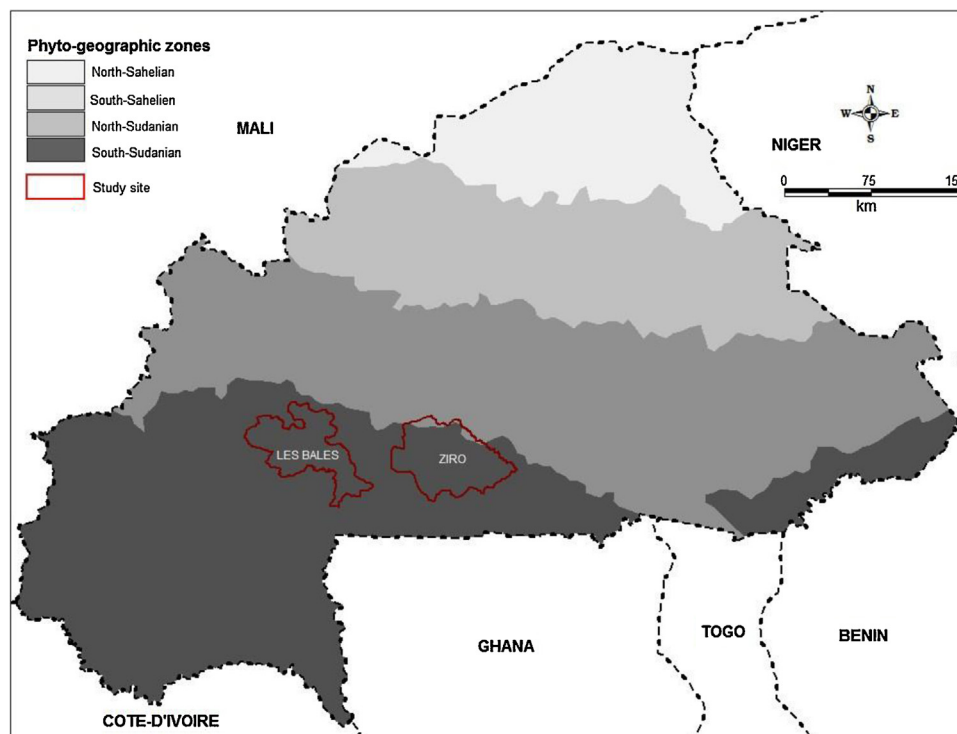 Phyto-geographic zones
North-Sahelian
South-Sahelien
North-Sudanian
South-Sudanian
Study site
MALI
NIGER
N
W E
S
0 75 15
km
LES BALES
ZIRO
GHANA
TOGO
BENIN
COTE-D'IVOIRE